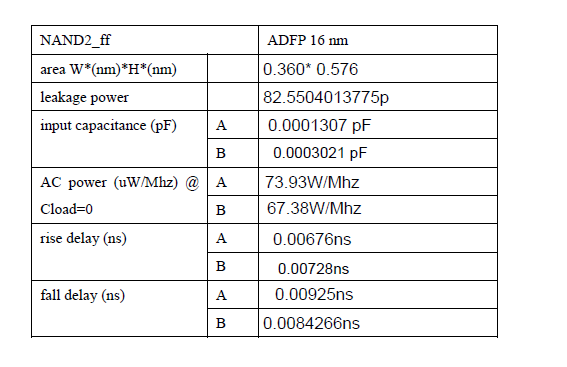 NAND2_ff ADFP 16 nm
area W*(nm)*H*(nm) 0.360* 0.576
leakage power 82.5504013775p
input capacitance (pF) A 0.0001307 pF
B 0.0003021 pF
AC power (uW/Mhz) @ A 73.93W/Mhz
Cload=0 B 67.38W/Mhz
rise delay (ns) A 0.00676ns
B 0.00728ns
fall delay (ns) A 0.00925ns
B 0.0084266ns